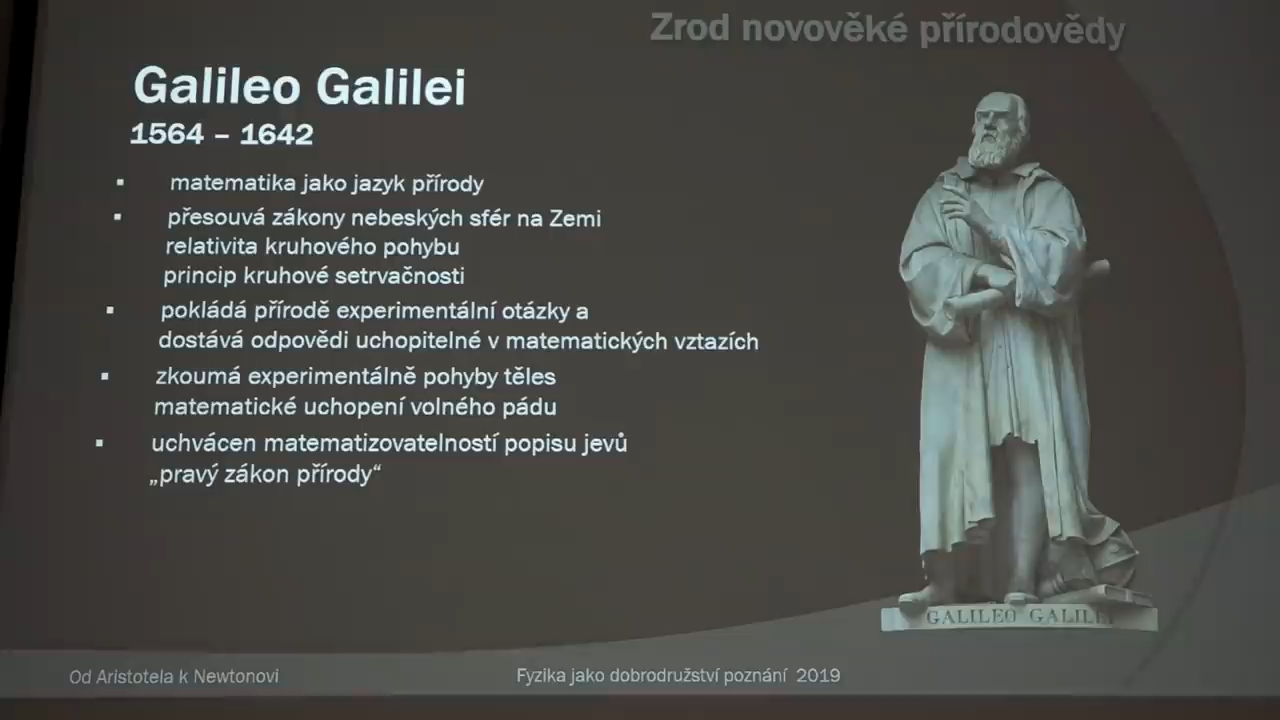 Zrod novověké přírodovědy
Galileo Galilei
1564 – 1642
▪ matematika jako jazyk přírody
▪ přesouvá zákony nebeských sfér na Zemi
relativita kruhového pohybu
princip kruhové setrvačnosti
▪ pokládá přírodě experimentální otázky a
dostává odpovědi uchopitelné v matematických vztazích
▪ zkoumá experimentálně pohyby těles
matematické uchopení volného pádu
▪ uchvácen matematizovatelností popisu jevů
„pravý zákon přírody“
GALILEO GALILEI
Od Aristotela k Newtonovi
Fyzika jako dobrodružství poznání 2019